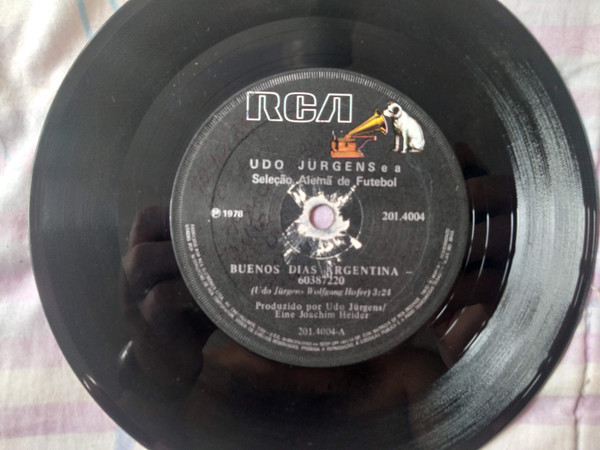 RCA
UDO JÜRGENS e a
Seleção Alemã de Futebol
℗ 1978
201.4004
BUENOS DIAS ARGENTINA –
60387220
(Udo Jürgens Wolfgang Hofer) 3:24
Produzido por Udo Jürgens/
Eine Joachim Heider
201.4004-A